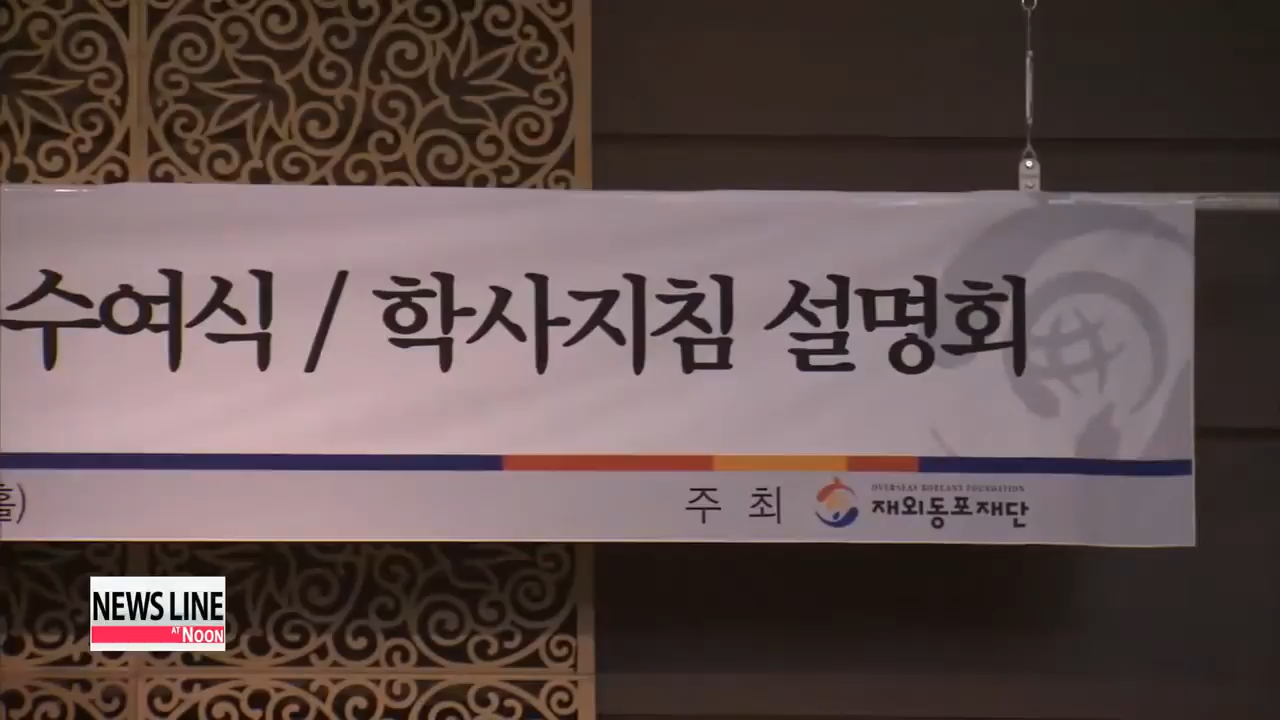 수여식 / 학사지침 설명회
홀)
주 최
OVERSEAS KOREANS FOUNDATION
재외동포재단
NEWS LINE
AT NOON